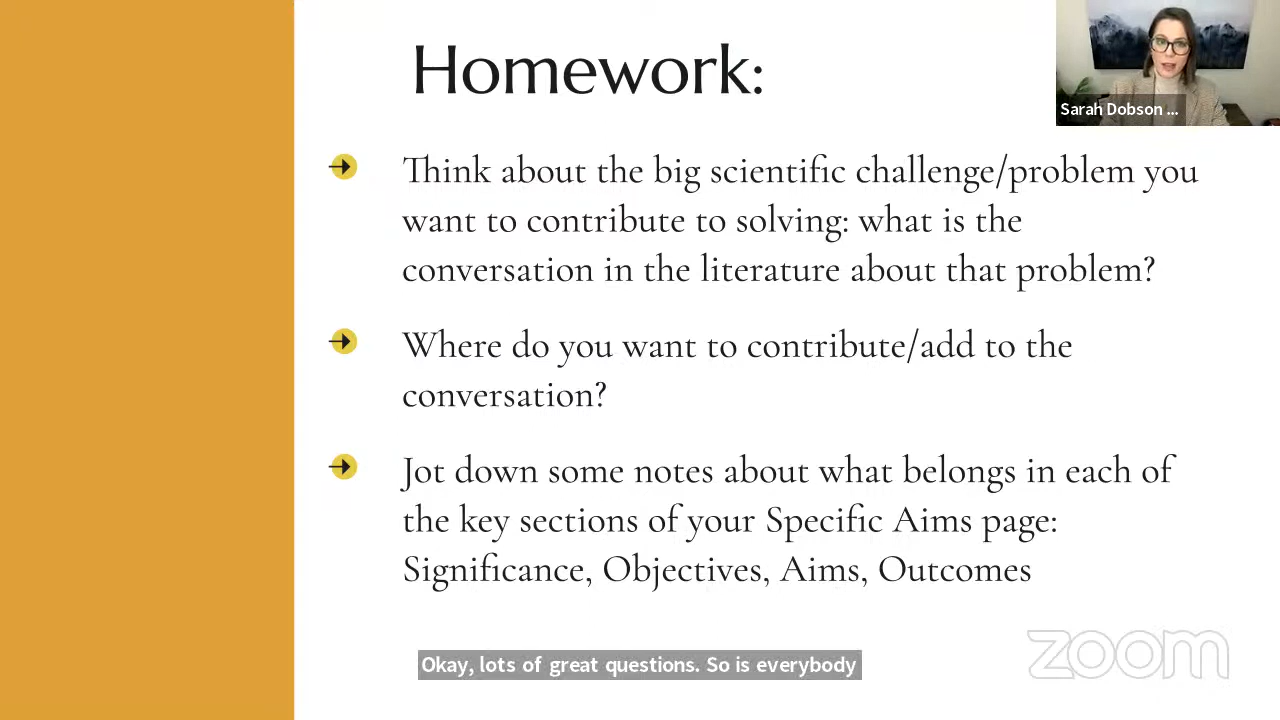 Homework:
Sarah Dobson ...
Think about the big scientific challenge/problem you
want to contribute to solving: what is the
conversation in the literature about that problem?
Where do you want to contribute/add to the
conversation?
Jot down some notes about what belongs in each of
the key sections of your Specific Aims page:
Significance, Objectives, Aims, Outcomes
Okay, lots of great questions. So is everybody
zoom